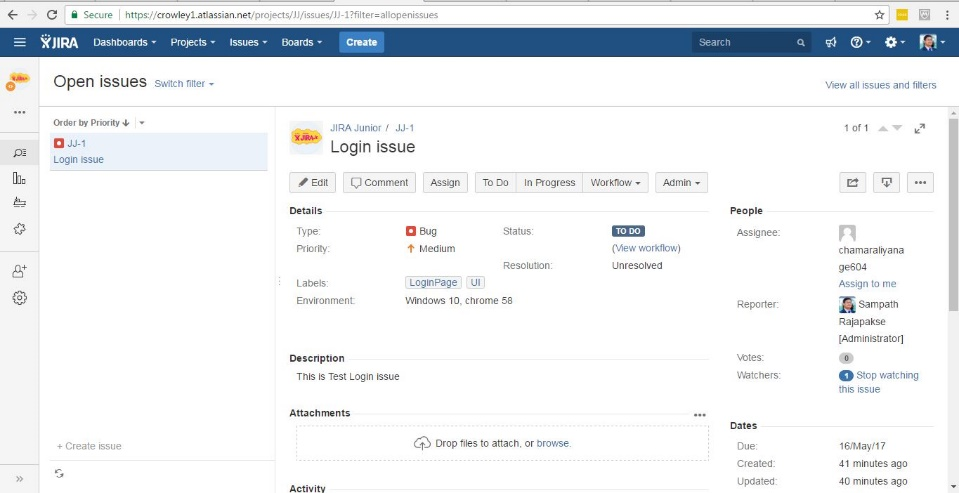 Secure https://crowley1.atlassian.net/projects/JJ/issues/JJ-1?filter=allopenissues
JIRA Dashboards Projects Issues Boards Create Search
Open issues Switch filter View all issues and filters
Order by Priority
JJ-1
Login issue
+ Create issue
JIRA Junior / JJ-1 1 of 1
Login issue
Edit Comment Assign To Do In Progress Workflow Admin
Details
Type: Bug Status: TO DO
Priority: Medium (View workflow)
Resolution: Unresolved
Labels: LoginPage UI
Environment: Windows 10, chrome 58
Description
This is Test Login issue
Attachments
Drop files to attach, or browse.
Activity
People
Assignee:
chamaraliyana
ge604
Assign to me
Reporter: Sampath
Rajapakse
[Administrator]
Votes: 0
Watchers: 1 Stop watching
this issue
Dates
Due: 16/May/17
Created: 41 minutes ago
Updated: 40 minutes ago